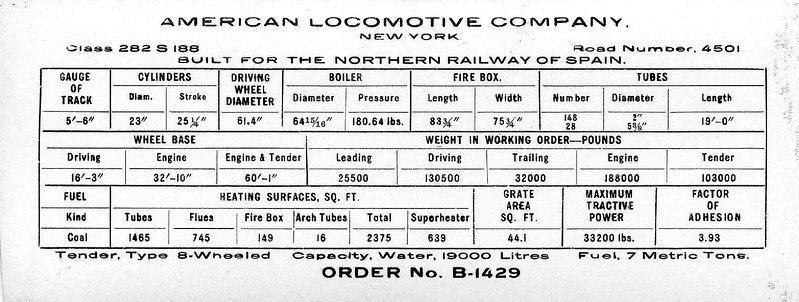 AMERICAN LOCOMOTIVE COMPANY,
NEW YORK
Class 282 S 188 Road Number, 4501
BUILT FOR THE NORTHERN RAILWAY OF SPAIN.
GAUGE OF TRACK CYLINDERS DRIVING WHEEL DIAMETER BOILER FIRE BOX. TUBES
Diam. Stroke Diameter Pressure Length Width Number Diameter Length
5'-6" 23" 25¼" 61.4" 64 15/16" 180.64 lbs. 83¾" 75¾" 148 28 2" 5⅜" 19'-0"
WHEEL BASE WEIGHT IN WORKING ORDER—POUNDS
Driving Engine Engine & Tender Leading Driving Trailing Engine Tender
16'-3" 32'-10" 60'-1" 25500 130500 32000 188000 103000
FUEL HEATING SURFACES, SQ. FT. GRATE AREA SQ. FT. MAXIMUM TRACTIVE POWER FACTOR OF ADHESION
Kind Tubes Flues Fire Box Arch Tubes Total Superheater
Coal 1465 745 149 16 2375 639 44.1 33200 lbs. 3.93
Tender, Type 8-Wheeled Capacity, Water, 19000 Litres Fuel, 7 Metric Tons.
ORDER No. B-1429